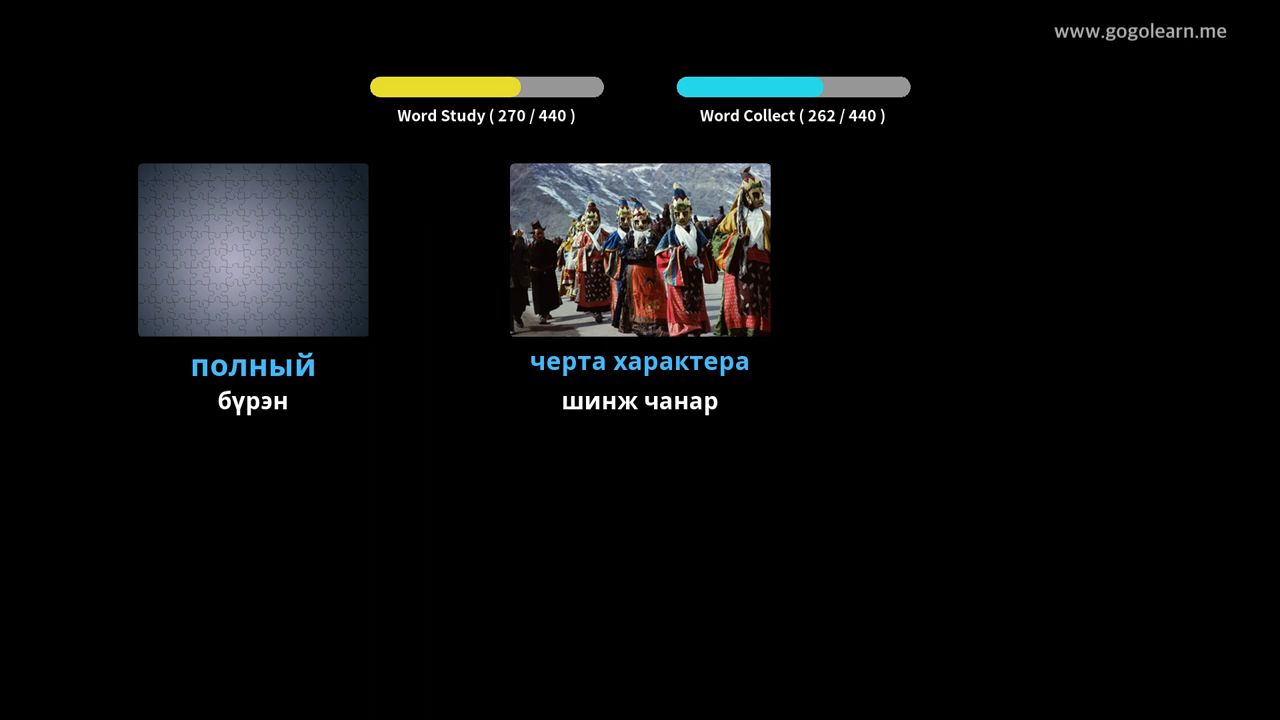 www.gogolearn.me
Word Study ( 270 / 440 )
Word Collect ( 262 / 440 )
полный
бүрэн
черта характера
шинж чанар